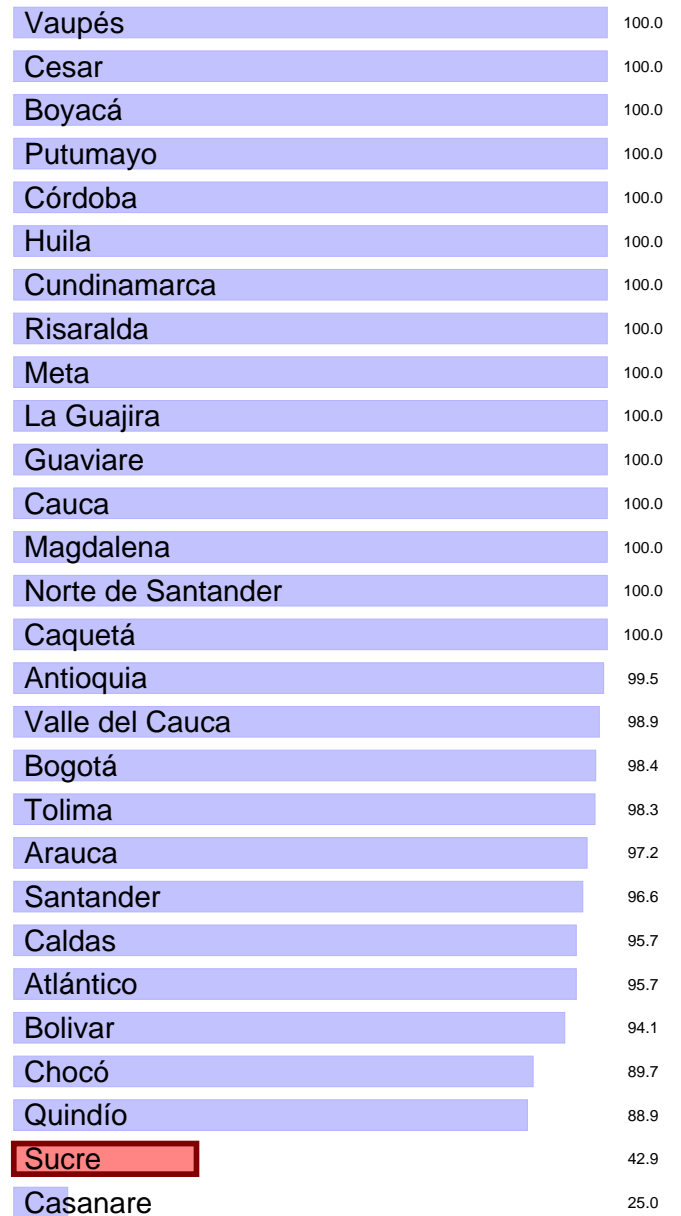 Vaupés 100.0
Cesar 100.0
Boyacá 100.0
Putumayo 100.0
Córdoba 100.0
Huila 100.0
Cundinamarca 100.0
Risaralda 100.0
Meta 100.0
La Guajira 100.0
Guaviare 100.0
Cauca 100.0
Magdalena 100.0
Norte de Santander 100.0
Caquetá 100.0
Antioquia 99.5
Valle del Cauca 98.9
Bogotá 98.4
Tolima 98.3
Arauca 97.2
Santander 96.6
Caldas 95.7
Atlántico 95.7
Bolivar 94.1
Chocó 89.7
Quindío 88.9
Sucre 42.9
Casanare 25.0